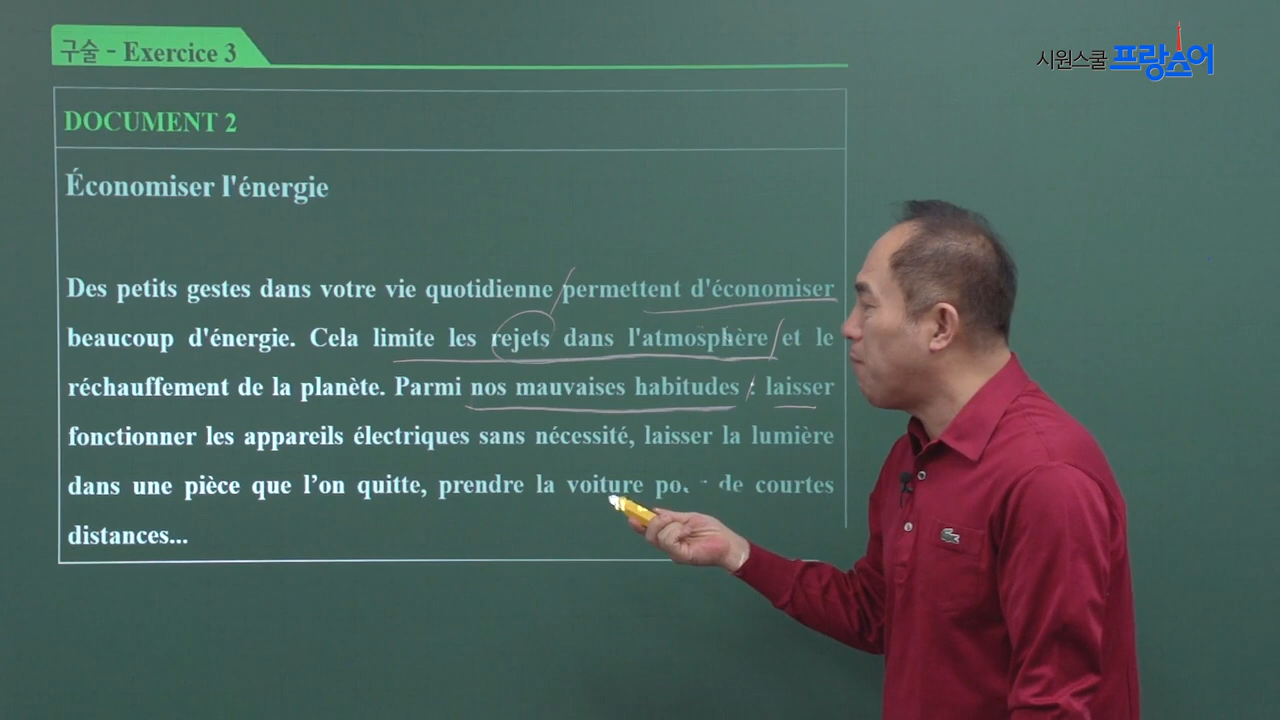 구술 - Exercice 3
시원스쿨 프랑스어
DOCUMENT 2
Économiser l'énergie
Des petits gestes dans votre vie quotidienne permettent d'économiser
beaucoup d'énergie. Cela limite les rejets dans l'atmosphère et le
réchauffement de la planète. Parmi nos mauvaises habitudes : laisser
fonctionner les appareils électriques sans nécessité, laisser la lumière
dans une pièce que l’on quitte, prendre la voiture de courtes
distances...